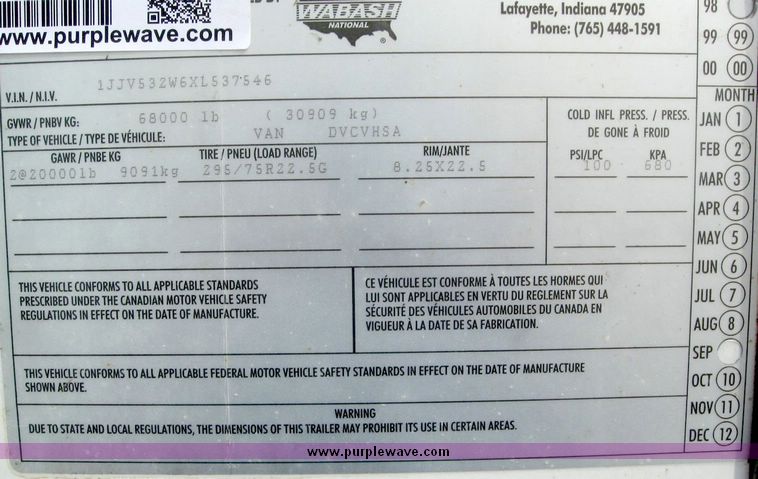 www.purplewave.com
WABASH
NATIONAL
Lafayette, Indiana 47905
Phone: (765) 448-1591
98
99 99
00 00
MONTH
V.I.N. / N.I.V. 1JJV532W6XL537546
GVWR / PNBV KG: 68000 lb ( 30909 kg)
TYPE OF VEHICLE / TYPE DE VÉHICULE: VAN DVCVHSA
COLD INFL PRESS. / PRESS.
DE GONE À FROID
GAWR / PNBE KG TIRE / PNEU (LOAD RANGE) RIM/JANTE PSI/LPC KPA
2@20000lb 9091kg 295/75R22.5G 8.25X22.5 100 680
JAN 1
FEB 2
MAR 3
APR 4
MAY 5
JUN 6
JUL 7
AUG 8
SEP
OCT 10
NOV 11
DEC 12
THIS VEHICLE CONFORMS TO ALL APPLICABLE STANDARDS
PRESCRIBED UNDER THE CANADIAN MOTOR VEHICLE SAFETY
REGULATIONS IN EFFECT ON THE DATE OF MANUFACTURE.
CE VÉHICULE EST CONFORME À TOUTES LES HORMES QUI
LUI SONT APPLICABLES EN VERTU DU REGLEMENT SUR LA
SÉCURITÉ DES VÉHICULES AUTOMOBILES DU CANADA EN
VIGUEUR À LA DATE DE SA FABRICATION.
THIS VEHICLE CONFORMS TO ALL APPLICABLE FEDERAL MOTOR VEHICLE SAFETY STANDARDS IN EFFECT ON THE DATE OF MANUFACTURE
SHOWN ABOVE.
WARNING
DUE TO STATE AND LOCAL REGULATIONS, THE DIMENSIONS OF THIS TRAILER MAY PROHIBIT ITS USE IN CERTAIN AREAS.
www.purplewave.com